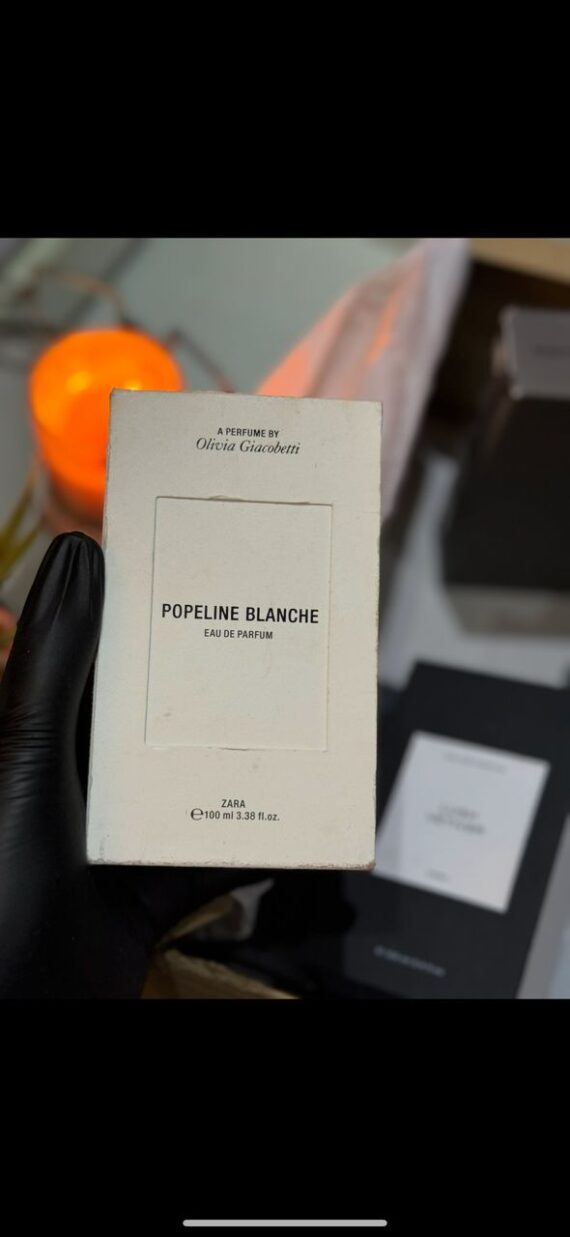 A PERFUME BY
Olivia Giacobetti
POPELINE BLANCHE
EAU DE PARFUM
ZARA
℮100 ml 3.38 fl.oz.